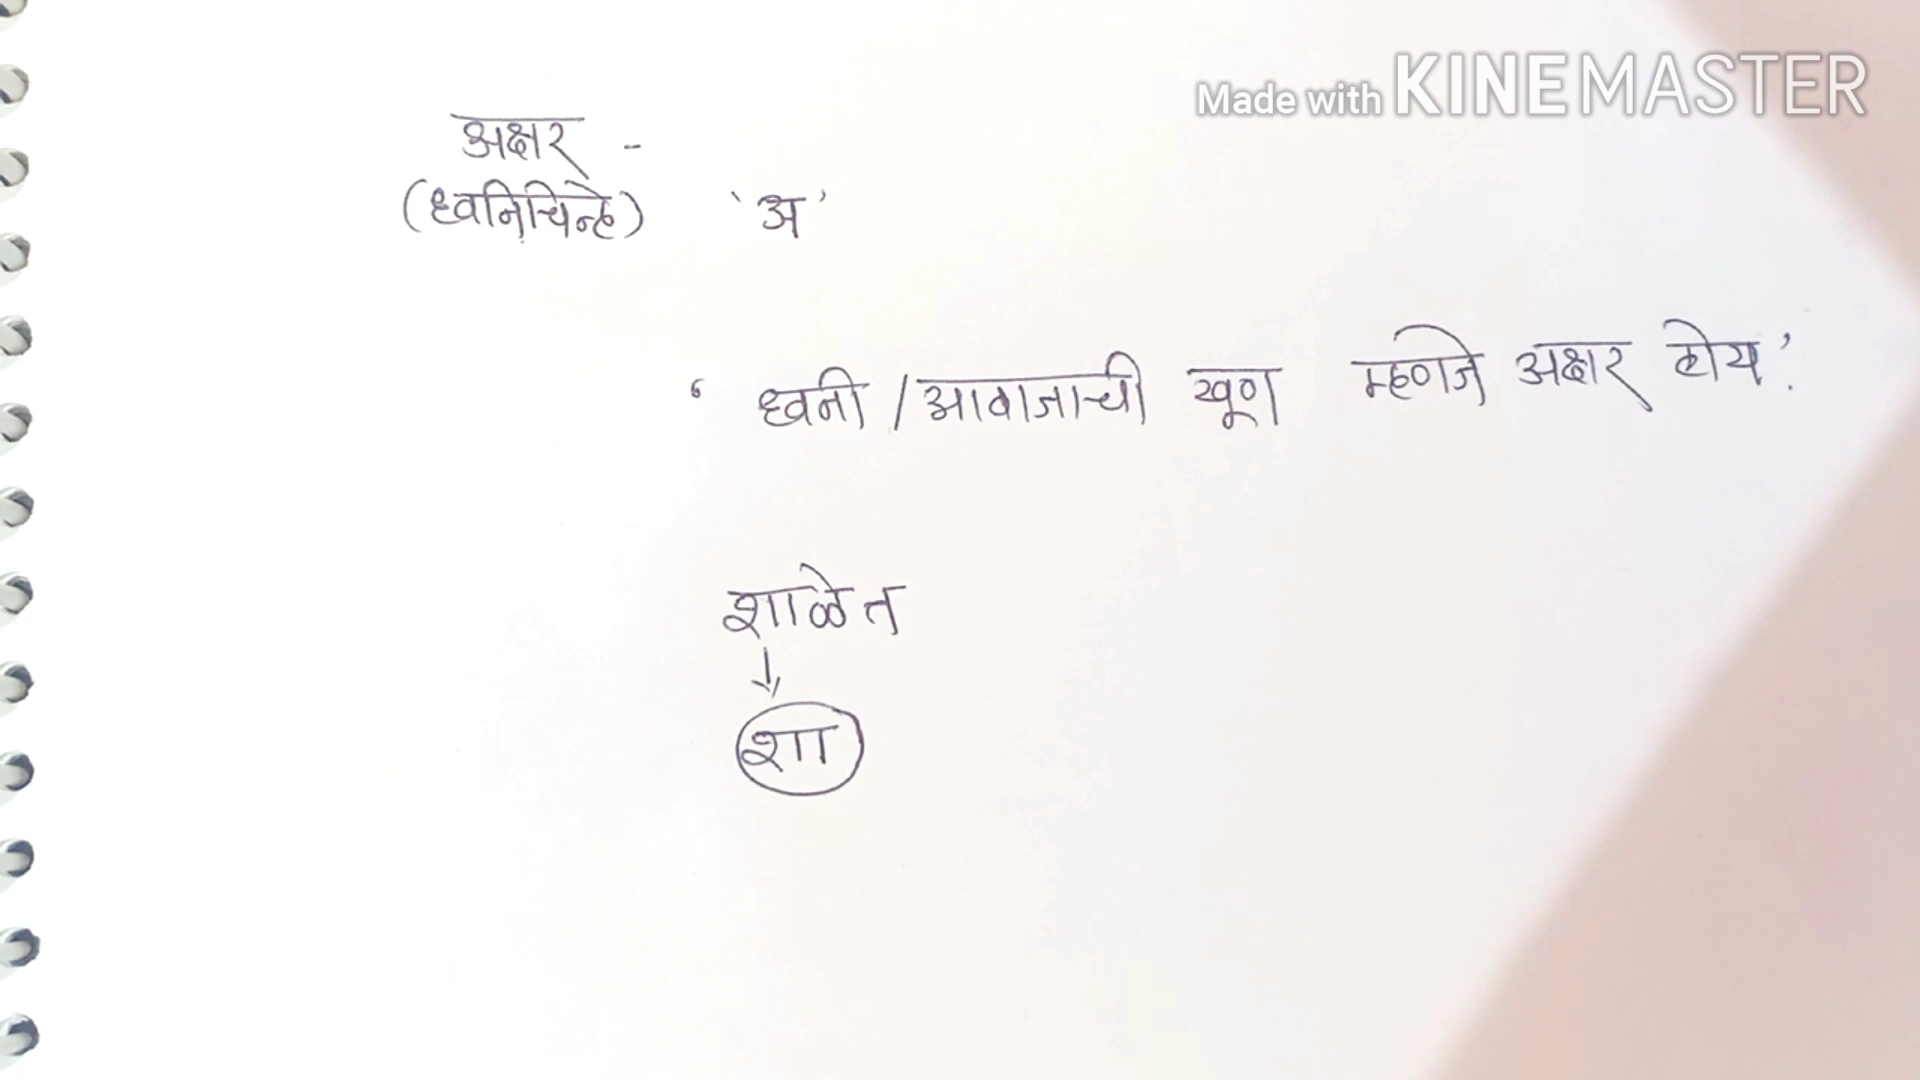 Made with KINEMASTER
अक्षर -
(ध्वनिचिन्हे) 'अ'
' ध्वनी / आवाजाची खूण म्हणजे अक्षर होय '.
शाळेत
↓
शा